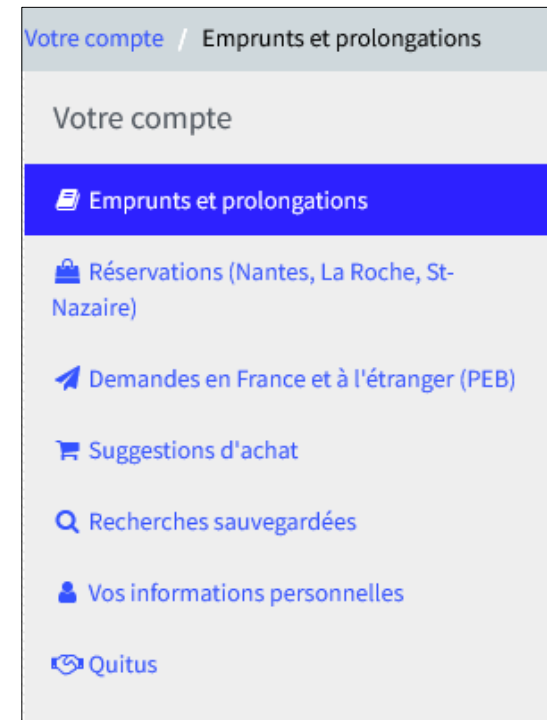 Votre compte / Emprunts et prolongations
Votre compte
Emprunts et prolongations
Réservations (Nantes, La Roche, St-
Nazaire)
Demandes en France et à l'étranger (PEB)
Suggestions d'achat
Recherches sauvegardées
Vos informations personnelles
Quitus